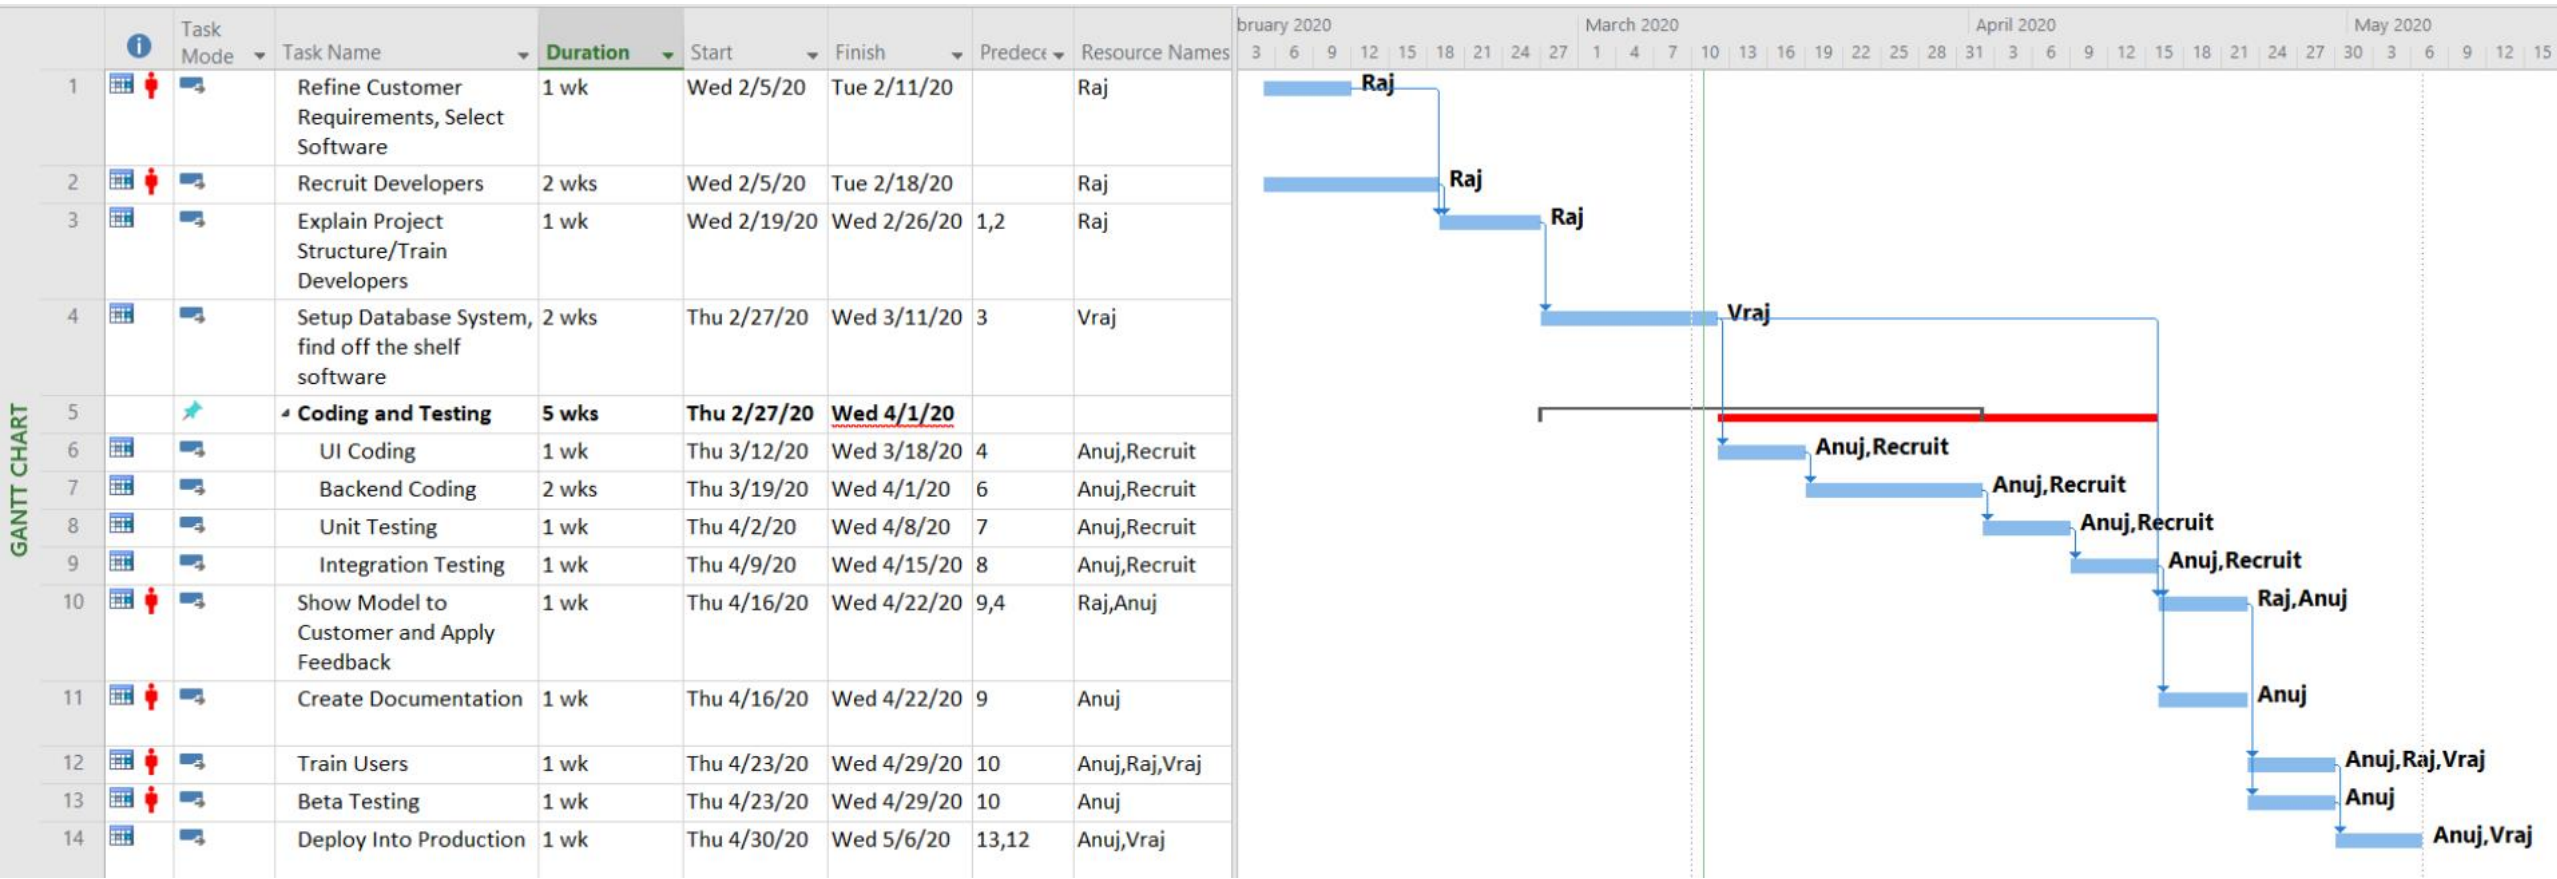 GANTT CHART
Task Mode Task Name Duration Start Finish Predece Resource Names
bruary 2020 March 2020 April 2020 May 2020
3 6 9 12 15 18 21 24 27 1 4 7 10 13 16 19 22 25 28 31 3 6 9 12 15 18 21 24 27 30 3 6 9 12 15
1 Refine Customer 1 wk Wed 2/5/20 Tue 2/11/20 Raj Raj
Requirements, Select
Software
2 Recruit Developers 2 wks Wed 2/5/20 Tue 2/18/20 Raj Raj
3 Explain Project 1 wk Wed 2/19/20 Wed 2/26/20 1,2 Raj Raj
Structure/Train
Developers
4 Setup Database System, 2 wks Thu 2/27/20 Wed 3/11/20 3 Vraj Vraj
find off the shelf
software
5 Coding and Testing 5 wks Thu 2/27/20 Wed 4/1/20
6 UI Coding 1 wk Thu 3/12/20 Wed 3/18/20 4 Anuj,Recruit Anuj,Recruit
7 Backend Coding 2 wks Thu 3/19/20 Wed 4/1/20 6 Anuj,Recruit Anuj,Recruit
8 Unit Testing 1 wk Thu 4/2/20 Wed 4/8/20 7 Anuj,Recruit Anuj,Recruit
9 Integration Testing 1 wk Thu 4/9/20 Wed 4/15/20 8 Anuj,Recruit Anuj,Recruit
10 Show Model to 1 wk Thu 4/16/20 Wed 4/22/20 9,4 Raj,Anuj Raj,Anuj
Customer and Apply
Feedback
11 Create Documentation 1 wk Thu 4/16/20 Wed 4/22/20 9 Anuj Anuj
12 Train Users 1 wk Thu 4/23/20 Wed 4/29/20 10 Anuj,Raj,Vraj Anuj,Raj,Vraj
13 Beta Testing 1 wk Thu 4/23/20 Wed 4/29/20 10 Anuj Anuj
14 Deploy Into Production 1 wk Thu 4/30/20 Wed 5/6/20 13,12 Anuj,Vraj Anuj,Vraj